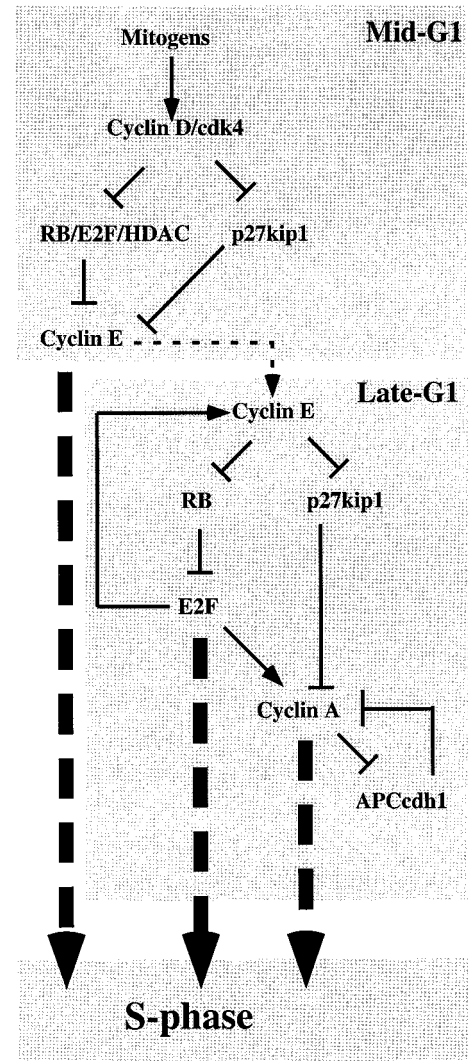 Mid-G1
Mitogens
Cyclin D/cdk4
RB/E2F/HDAC
p27kip1
Cyclin E
Late-G1
Cyclin E
RB
p27kip1
E2F
Cyclin A
APCcdh1
S-phase